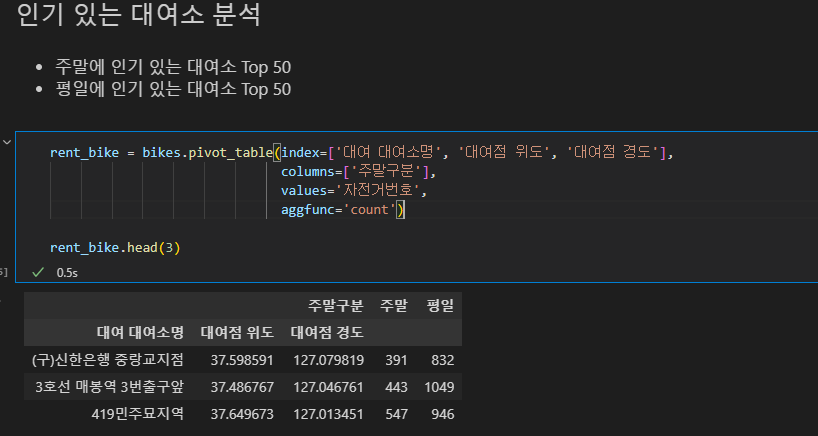 인기 있는 대여소 분석
• 주말에 인기 있는 대여소 Top 50
• 평일에 인기 있는 대여소 Top 50
rent_bike = bikes.pivot_table(index=['대여 대여소명', '대여점 위도', '대여점 경도'],
columns=['주말구분'],
values='자전거번호',
aggfunc='count')
rent_bike.head(3)
5] ✓ 0.5s
주말구분 주말 평일
대여 대여소명 대여점 위도 대여점 경도
(구)신한은행 중랑교지점 37.598591 127.079819 391 832
3호선 매봉역 3번출구앞 37.486767 127.046761 443 1049
419민주묘지역 37.649673 127.013451 547 946